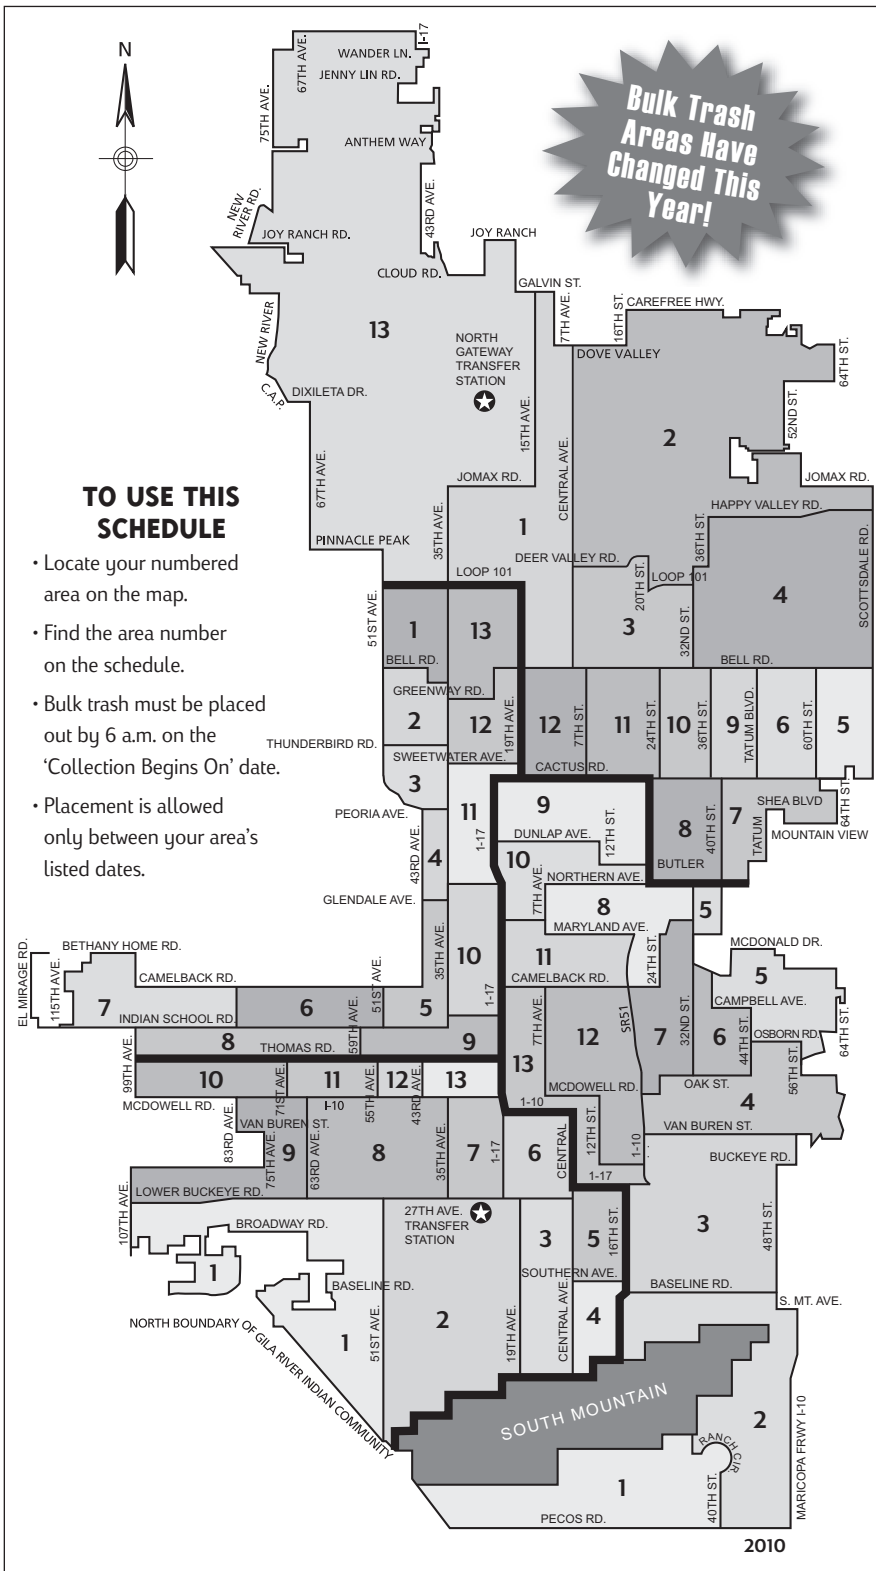 N
I-17
WANDER LN.
67TH AVE.
JENNY LIN RD.
75TH AVE.
ANTHEM WAY
NEW
RIVER RD.
43RD AVE.
JOY RANCH RD.
JOY RANCH
CLOUD RD.
Bulk Trash
Areas Have
Changed This
Year!
GALVIN ST.
7TH AVE.
16TH ST.
CAREFREE HWY.
NEW RIVER
13
NORTH
GATEWAY
TRANSFER
STATION
DOVE VALLEY
64TH ST.
C.A.P.
DIXILETA DR.
15TH AVE.
CENTRAL AVE.
2
52ND ST.
67TH AVE.
JOMAX RD.
JOMAX RD.
TO USE THIS
SCHEDULE
• Locate your numbered
area on the map.
• Find the area number
on the schedule.
• Bulk trash must be placed
out by 6 a.m. on the
‘Collection Begins On’ date.
• Placement is allowed
only between your area’s
listed dates.
PINNACLE PEAK
35TH AVE.
1
HAPPY VALLEY RD.
36TH ST.
DEER VALLEY RD.
LOOP 101
LOOP 101
20TH ST.
SCOTTSDALE RD.
51ST AVE.
1
13
3
32ND ST.
4
BELL RD.
BELL RD.
GREENWAY RD.
2
12
19TH AVE.
12
7TH ST.
11
24TH ST.
10
36TH ST.
9
TATUM BLVD.
6
60TH ST.
5
THUNDERBIRD RD.
SWEETWATER AVE.
CACTUS RD.
3
PEORIA AVE.
11
1-17
9
DUNLAP AVE.
12TH ST.
8
40TH ST.
7
TATUM
SHEA BLVD
64TH ST.
MOUNTAIN VIEW
43RD AVE.
4
10
BUTLER
NORTHERN AVE.
GLENDALE AVE.
7TH AVE.
8
5
MARYLAND AVE.
EL MIRAGE RD.
BETHANY HOME RD.
35TH AVE.
10
11
24TH ST.
MCDONALD DR.
115TH AVE.
CAMELBACK RD.
51ST AVE.
CAMELBACK RD.
5
7
6
5
1-17
7TH AVE.
SR51
CAMPBELL AVE.
INDIAN SCHOOL RD.
59TH AVE.
12
7
32ND ST.
6
44TH ST.
OSBORN RD.
64TH ST.
8
THOMAS RD.
9
13
56TH ST.
99TH AVE.
10
71ST AVE.
11
55TH AVE.
12
43RD AVE.
13
MCDOWELL RD.
OAK ST.
4
MCDOWELL RD.
I-10
1-10
83RD AVE.
VAN BUREN ST.
VAN BUREN ST.
75TH AVE.
9
63RD AVE.
8
35TH AVE.
7
1-17
6
CENTRAL
12TH ST.
1-10
BUCKEYE RD.
1-17
107TH AVE.
LOWER BUCKEYE RD.
27TH AVE.
TRANSFER
STATION
BROADWAY RD.
3
5
16TH ST.
3
48TH ST.
1
BASELINE RD.
SOUTHERN AVE.
BASELINE RD.
S. MT. AVE.
NORTH BOUNDARY OF GILA RIVER INDIAN COMMUNITY
1
51ST AVE.
2
19TH AVE.
CENTRAL AVE.
4
SOUTH MOUNTAIN
2
RANCH CIR.
MARICOPA FRWY I-10
1
40TH ST.
PECOS RD.
2010